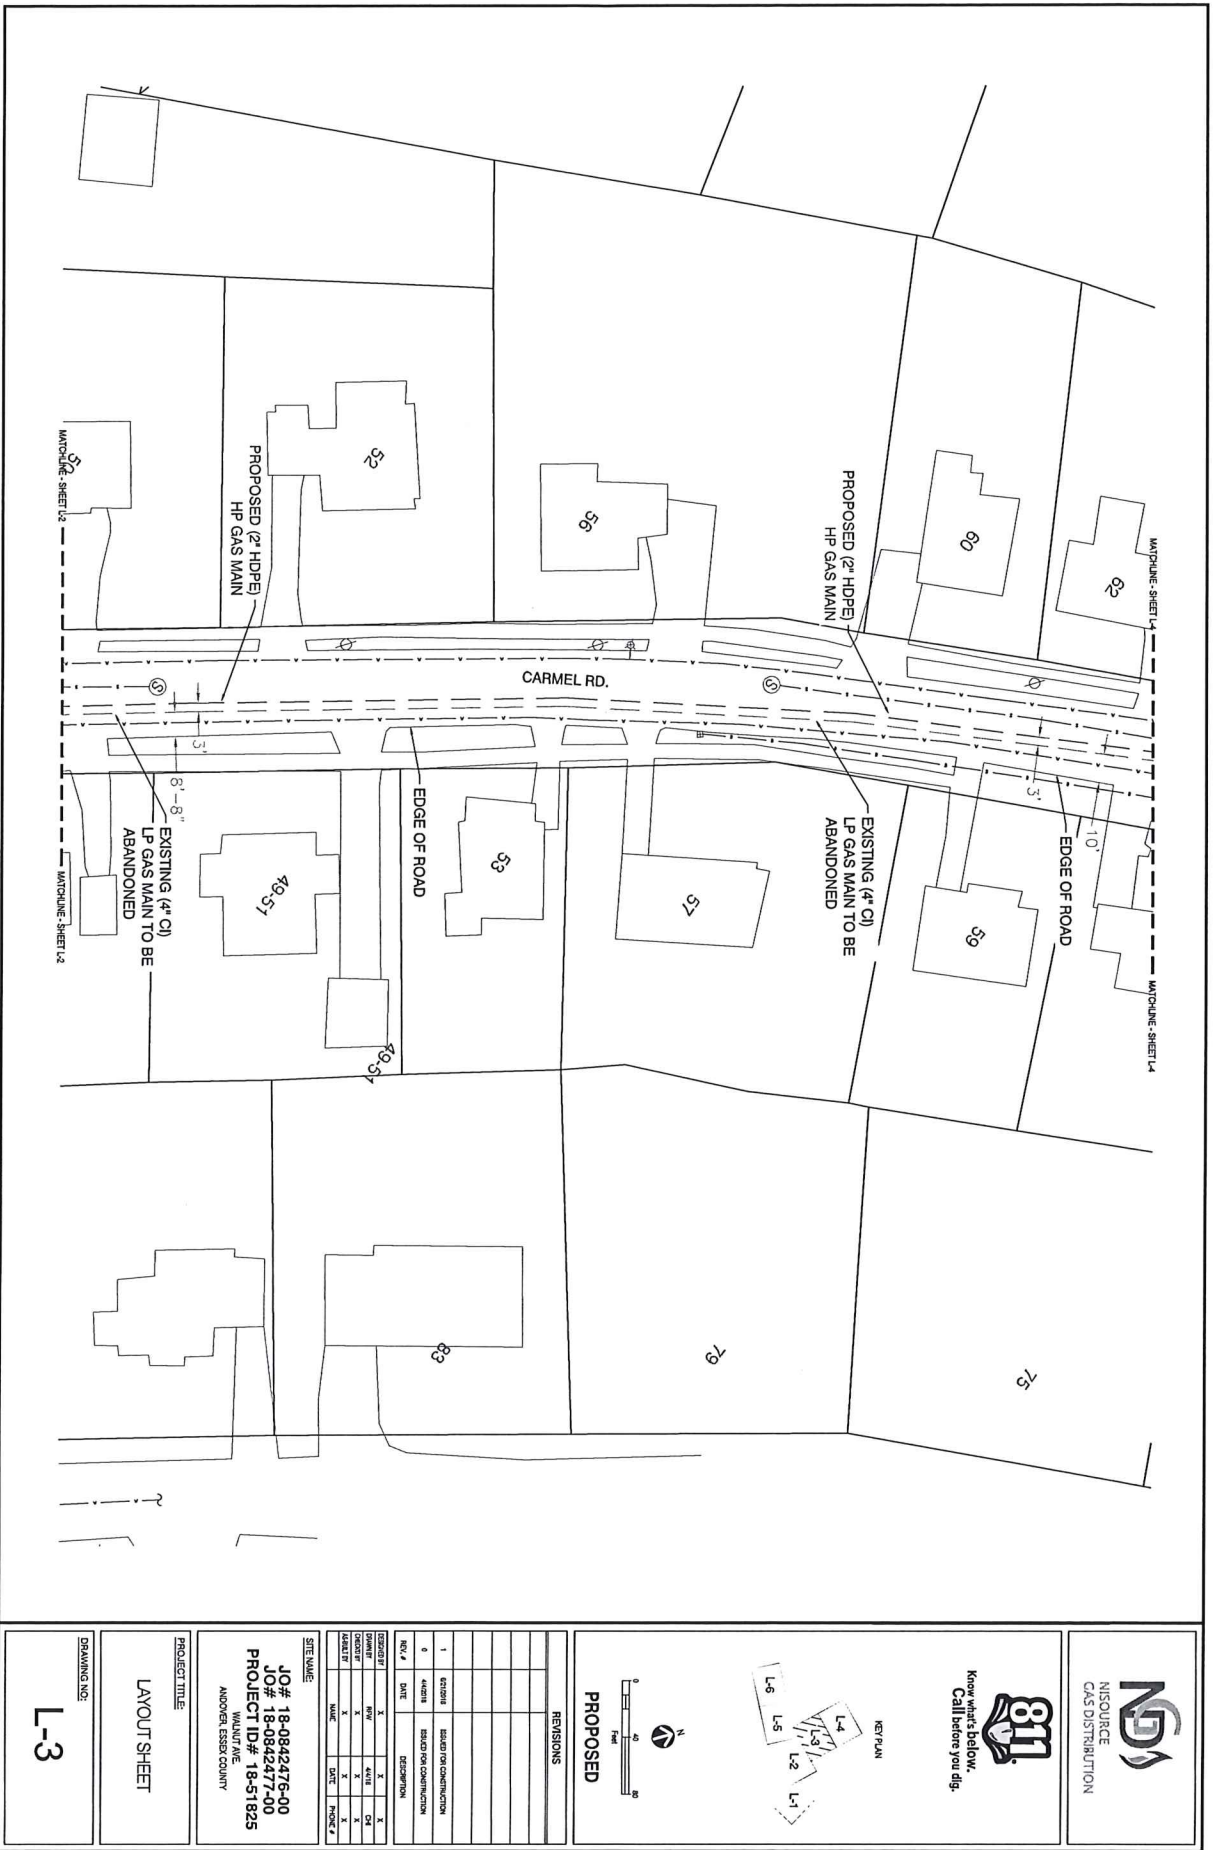 MATCHLINE - SHEET L-2
MATCHLINE - SHEET L-2
MATCHLINE - SHEET L-4
MATCHLINE - SHEET L-4
50
52
56
60
62
PROPOSED (2" HDPE)
HP GAS MAIN
PROPOSED (2" HDPE)
HP GAS MAIN
CARMEL RD.
S
S
3'
8'-8"
3'
10'
EXISTING (4" CI)
LP GAS MAIN TO BE
ABANDONED
EDGE OF ROAD
EXISTING (4" CI)
LP GAS MAIN TO BE
ABANDONED
EDGE OF ROAD
49-51
49-51
53
57
59
83
79
75
NGD
NISOURCE
GAS DISTRIBUTION
811
Know what's below.
Call before you dig.
KEY PLAN
L-6
L-5
L-4
L-3
L-2
L-1
N
0 40 80
Feet
PROPOSED
REVISIONS
1 6/21/2018 ISSUED FOR CONSTRUCTION
0 4/4/2018 ISSUED FOR CONSTRUCTION
REV. # DATE DESCRIPTION
DESIGNED BY X X X
DRAWN BY RPW 4/4/18 CHI
CHECKED BY X X X
AS-BUILT BY X X X
NAME DATE PHONE #
SITE NAME:
JO# 18-0842476-00
JO# 18-0842477-00
PROJECT ID# 18-51825
WALNUT AVE.
ANDOVER, ESSEX COUNTY
PROJECT TITLE:
LAYOUT SHEET
DRAWING NO:
L-3